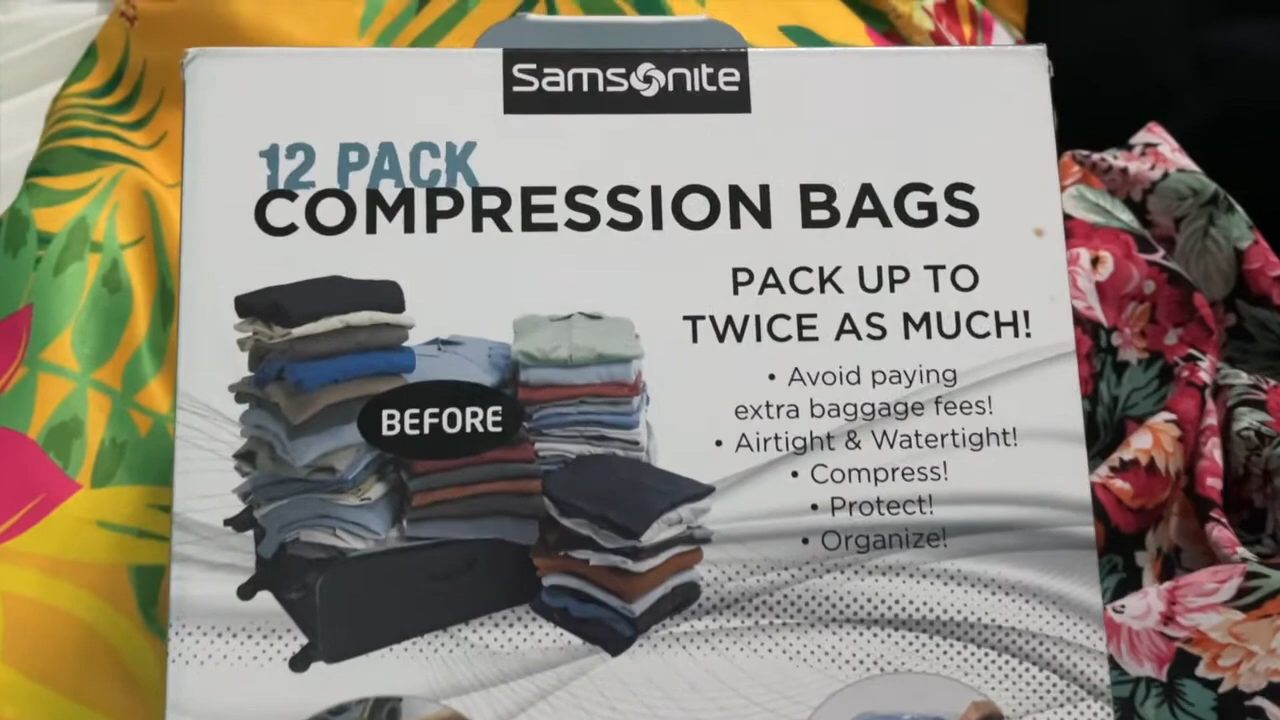 Samsonite
12 PACK
COMPRESSION BAGS
PACK UP TO
TWICE AS MUCH!
• Avoid paying
extra baggage fees!
• Airtight & Watertight!
• Compress!
• Protect!
• Organize!
BEFORE